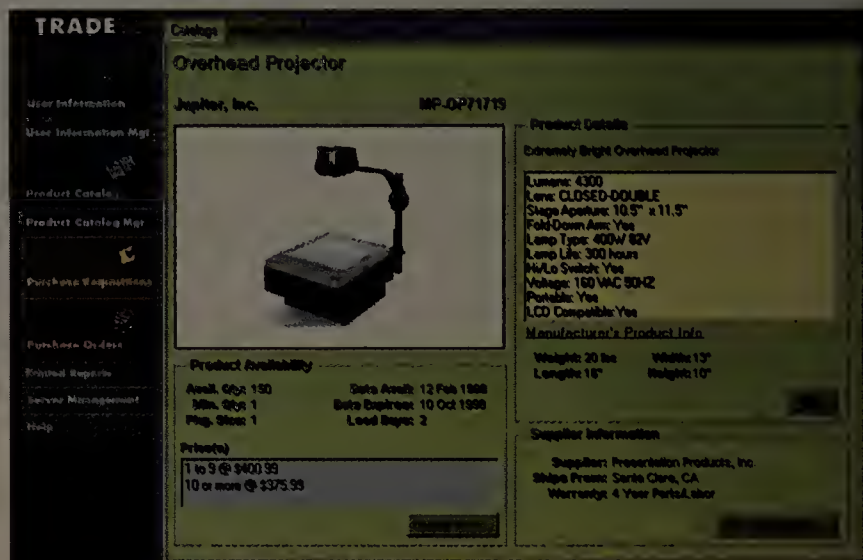 TRADE
Catalogs
Overhead Projector
Jupiter, Inc. MP-OP71719
User Information
User Information Mgt
Product Catalog
Product Catalog Mgr
Purchase Requisitions
Purchase Orders
Printed Reports
Server Management
Help
Product Details
Extremely Bright Overhead Projector
Lumens: 4300
Lens: CLOSED-DOUBLE
Stage Aperture: 10.5" x 11.5"
Fold-Down Arm: Yes
Lamp Type: 400W 82V
Lamp Life: 300 hours
Hi/Lo Switch: Yes
Voltage: 160 VAC 50HZ
Portable: Yes
LCD Compatible: Yes
Manufacturer's Product Info
Weight: 20 lbs Width: 13"
Length: 16" Height: 10"
Product Availability
Avail. Qty: 150 Date Avail: 12 Feb 1998
Min. Qty: 1 Date Expires: 10 Oct 1998
Pkg. Size: 1 Lead Days: 2
Price(s)
1 to 9 @ $400.99
10 or more @ $375.99
Supplier Information
Supplier: Presentation Products, Inc.
Ships From: Santa Clara, CA
Warranty: 4 Year Parts/Labor